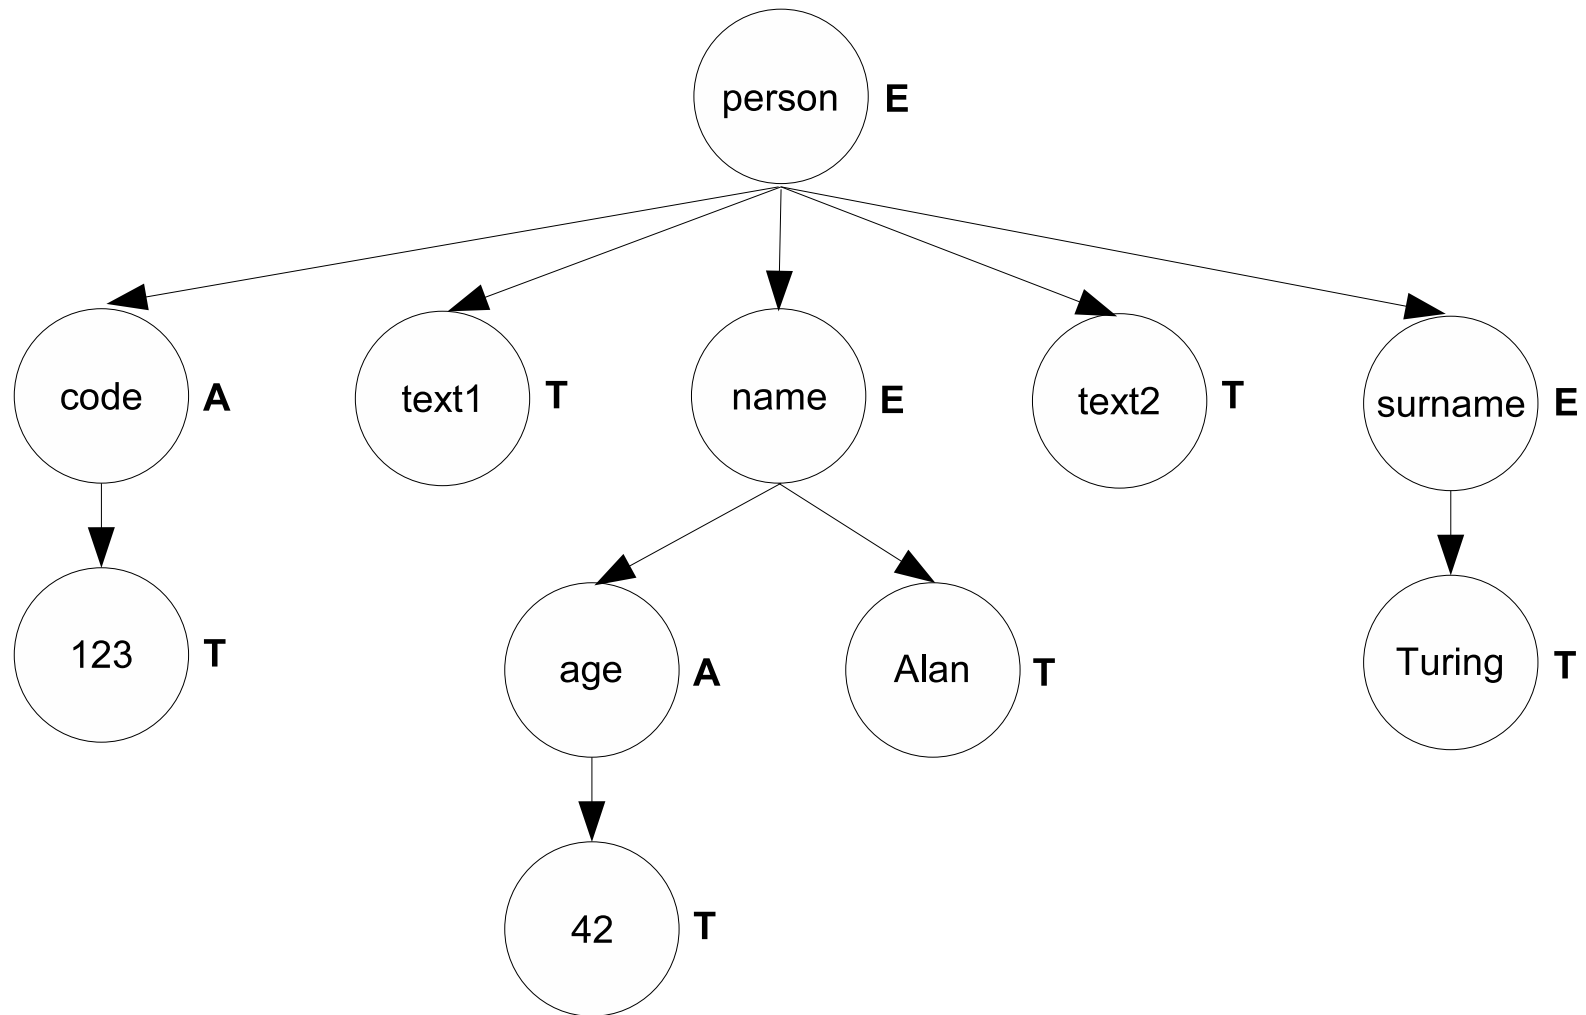 person E
code A text1 T name E text2 T surname E
123 T age A Alan T Turing T
42 T